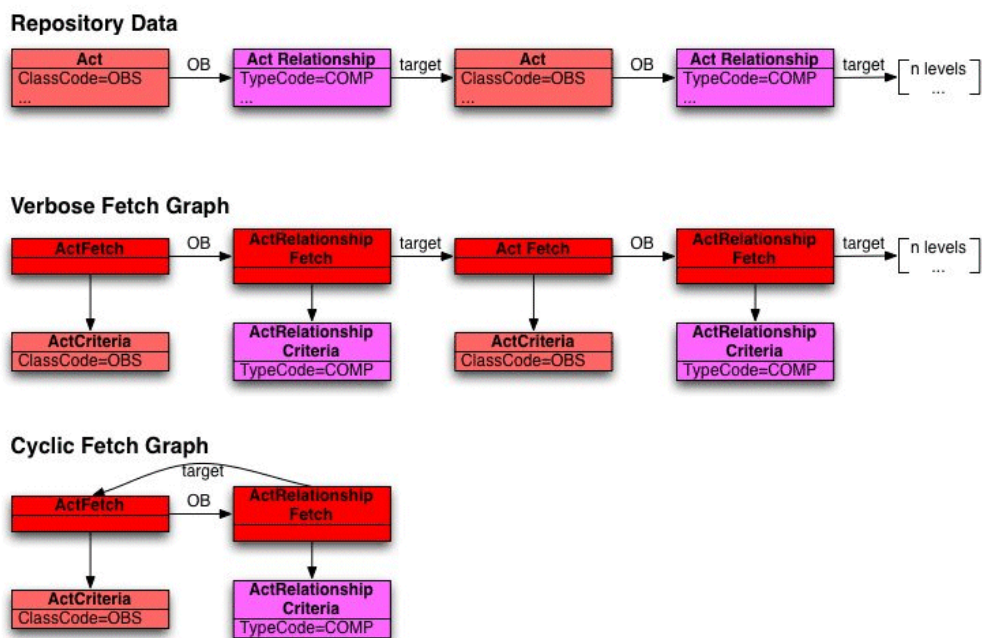 Repository Data
Act
ClassCode=OBS
...
OB
Act Relationship
TypeCode=COMP
...
target
Act
ClassCode=OBS
...
OB
Act Relationship
TypeCode=COMP
...
target
n levels
...
Verbose Fetch Graph
ActFetch
OB
ActRelationship
Fetch
target
Act Fetch
OB
ActRelationship
Fetch
target
n levels
...
ActCriteria
ClassCode=OBS
ActRelationship
Criteria
TypeCode=COMP
ActCriteria
ClassCode=OBS
ActRelationship
Criteria
TypeCode=COMP
Cyclic Fetch Graph
target
ActFetch
OB
ActRelationship
Fetch
ActCriteria
ClassCode=OBS
ActRelationship
Criteria
TypeCode=COMP